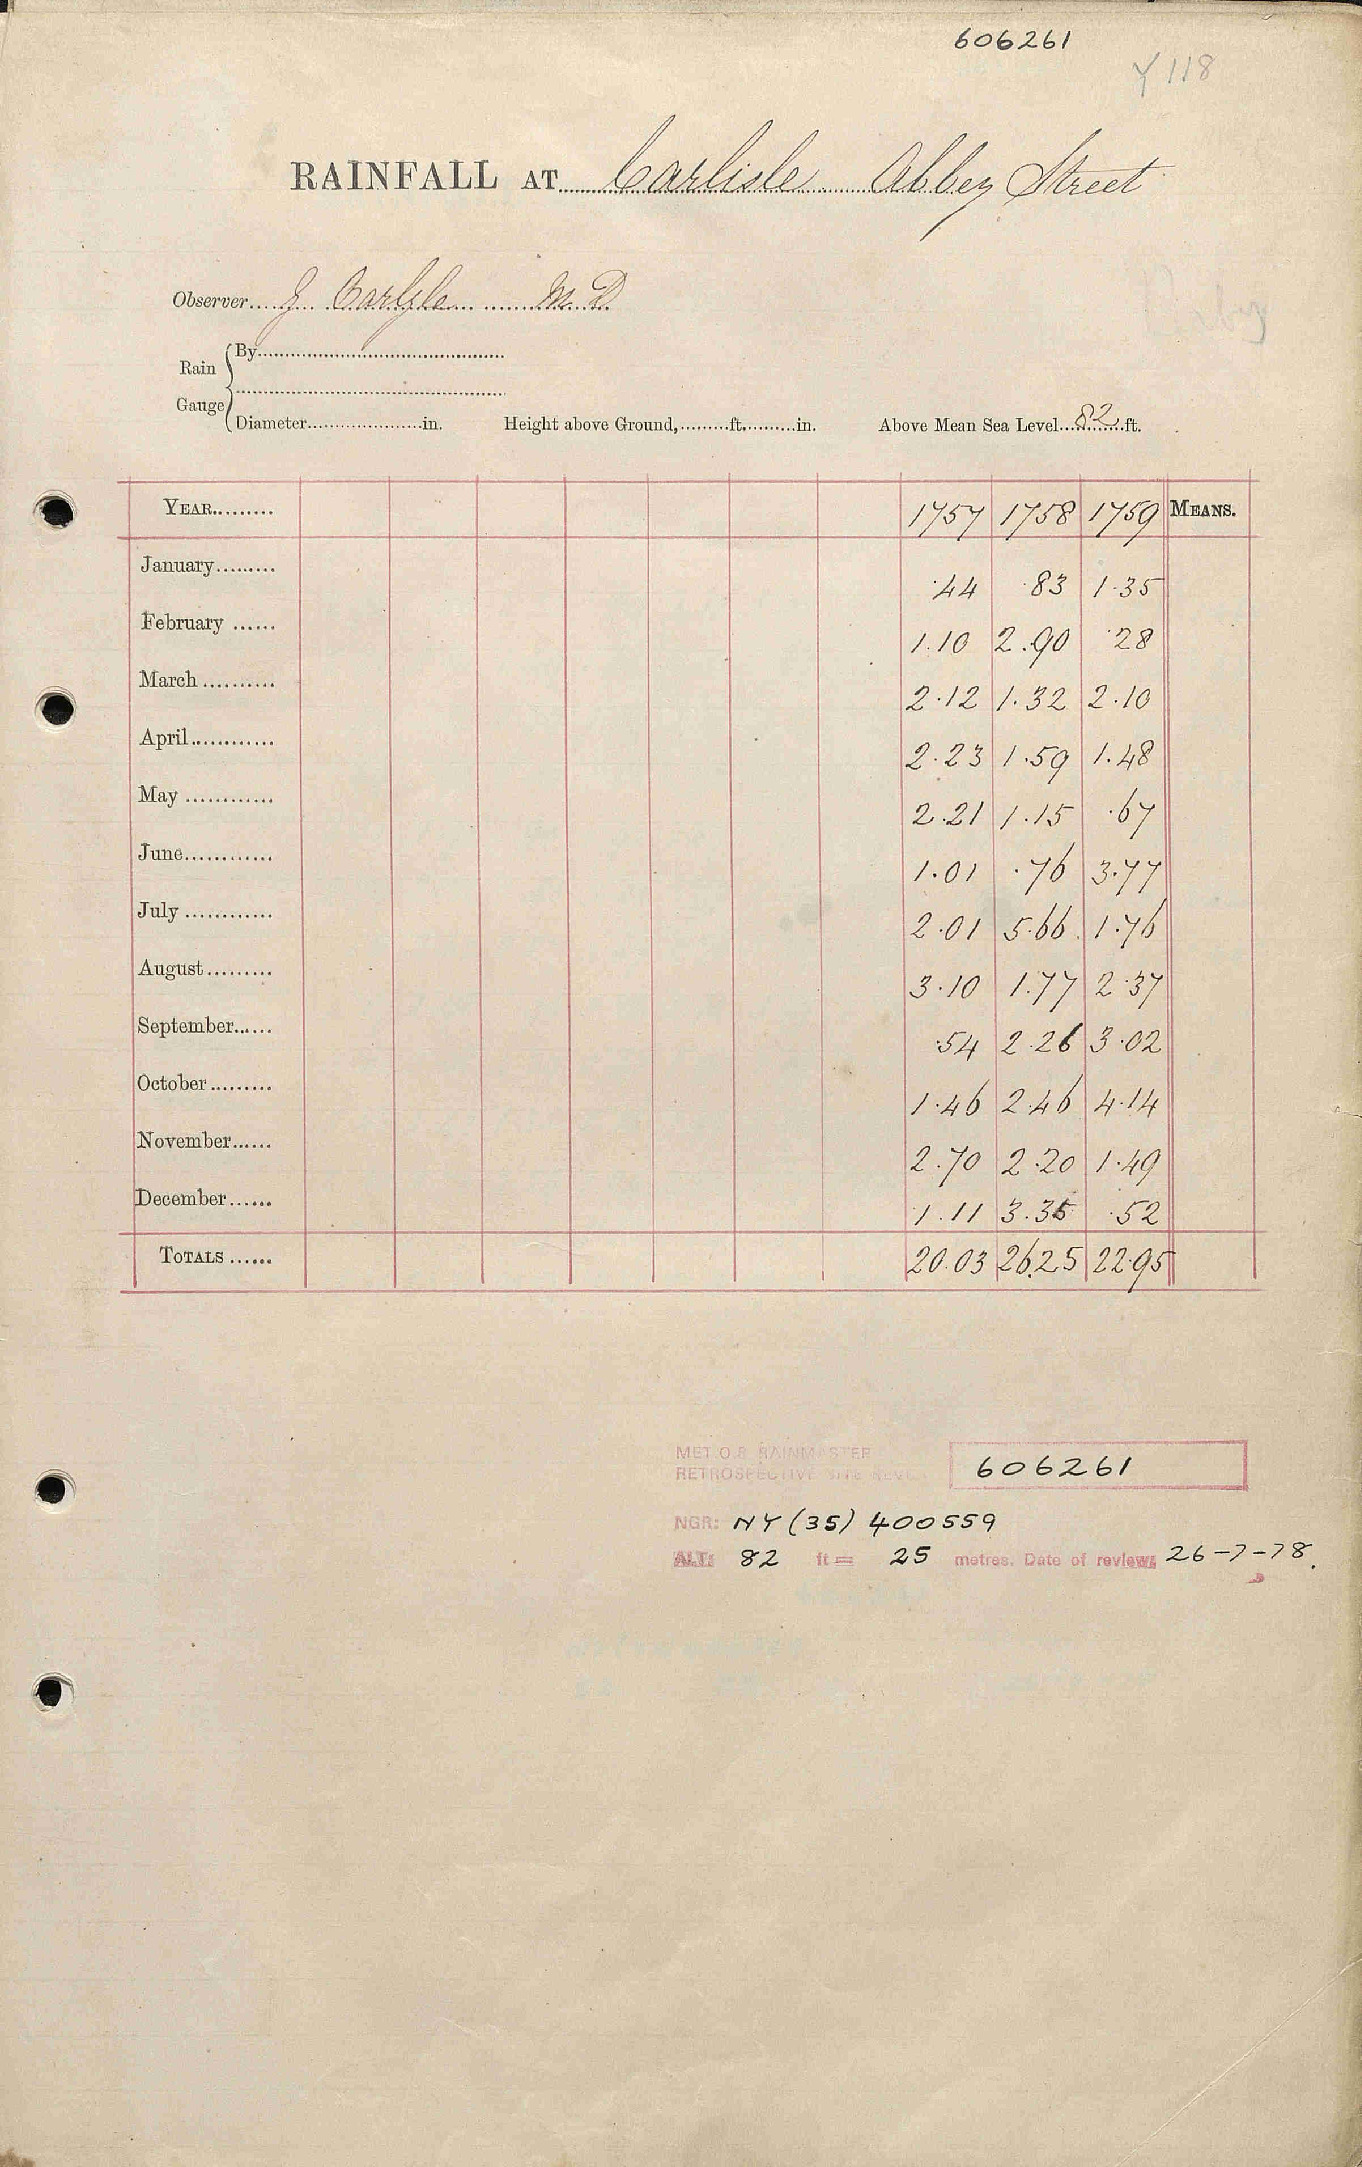 606261
Y 118
RAINFALL AT Carlisle Abbey Street
Observer J Carlyle M.D
Rain Gauge
By
Diameter in. Height above Ground, ft. in. Above Mean Sea Level 82 ft.
YEAR 1757 1758 1759 MEANS.
January .44 .83 1.35
February 1.10 2.90 .28
March 2.12 1.32 2.10
April 2.23 1.59 1.48
May 2.21 1.15 .67
June 1.01 .76 3.77
July 2.01 5.66 1.76
August 3.10 1.77 2.37
September .54 2.26 3.02
October 1.46 2.46 4.14
November 2.70 2.20 1.49
December 1.11 3.35 .52
TOTALS 20.03 26.25 22.95
MET.O.8 RAINMASTER
RETROSPECTIVE SITE 606261
NGR: NY (35) 400559
ALT: 82 ft = 25 metres. Date of review: 26-7-78.